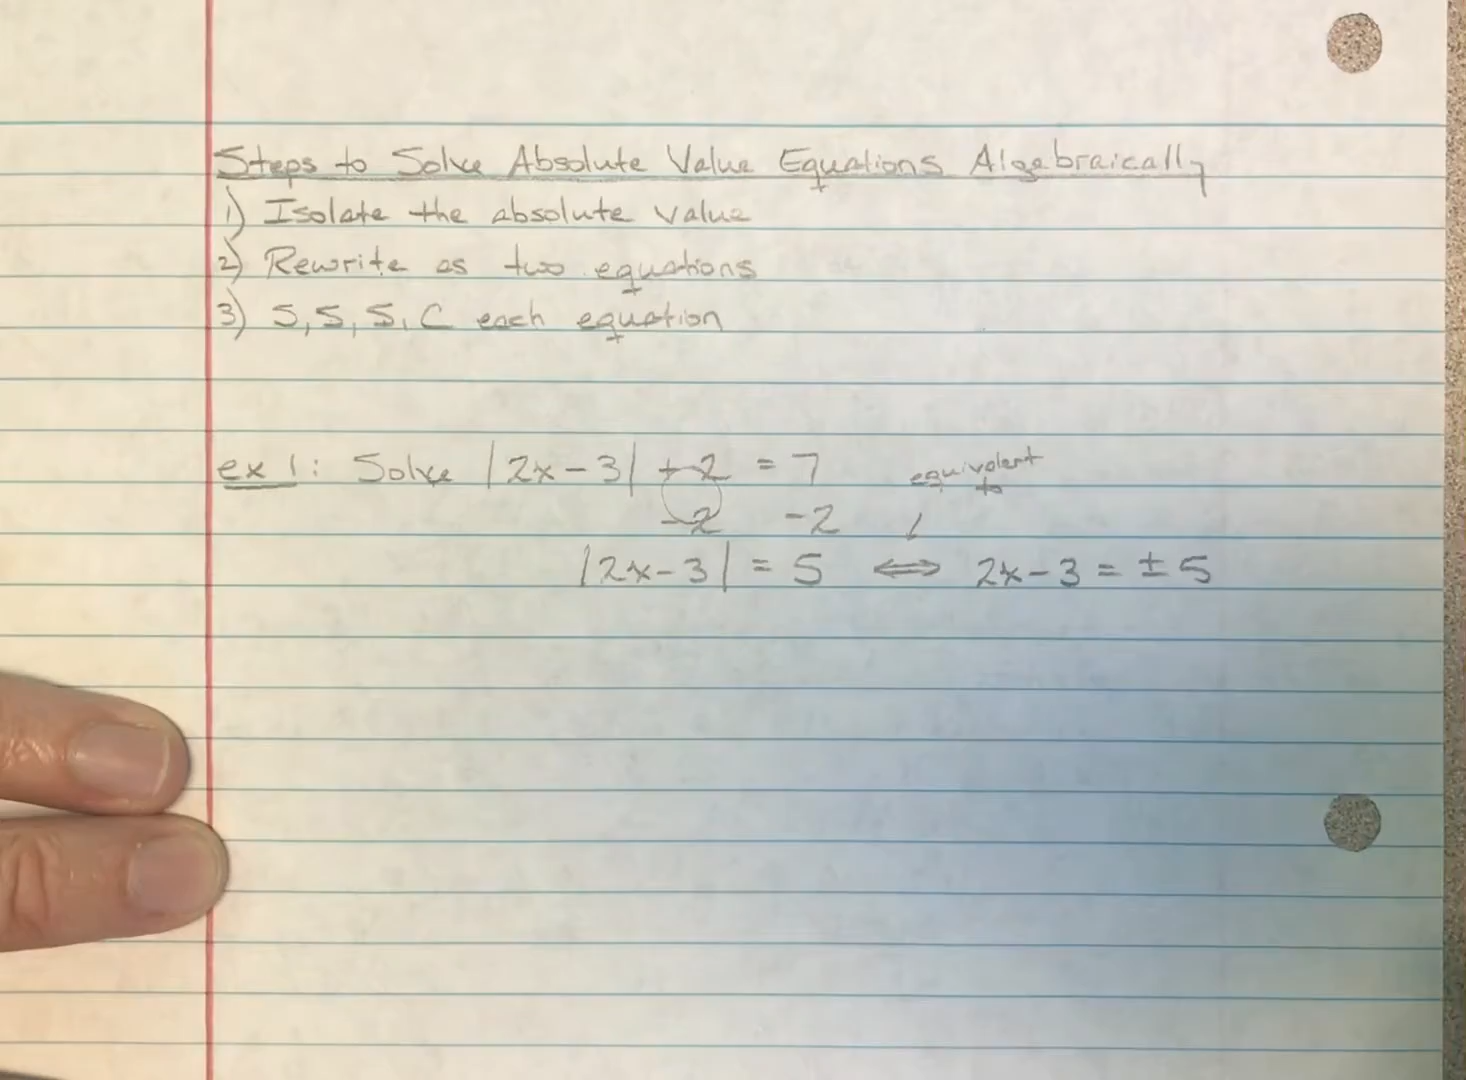 Steps to Solve Absolute Value Equations Algebraically
1) Isolate the absolute value
2) Rewrite as two equations
3) S, S, S, C each equation
ex 1: Solve |2x-3| + 2 = 7
equivalent
to
-2 -2
|2x-3| = 5 ⟺ 2x-3 = ± 5